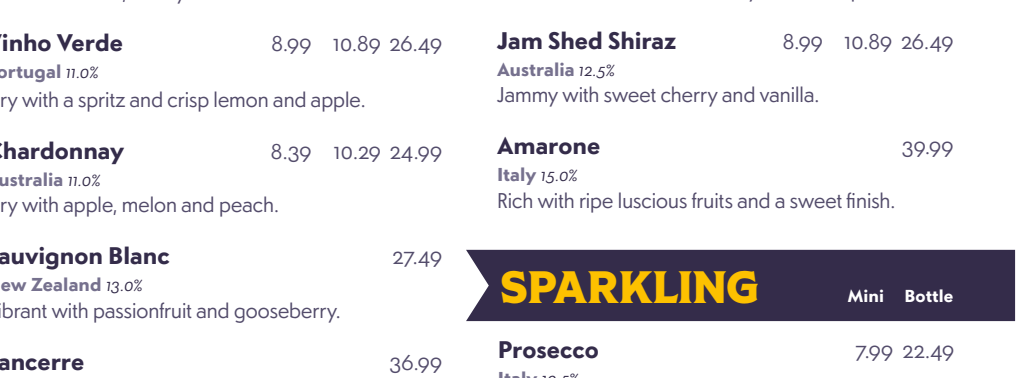 Vinho Verde 8.99 10.89 26.49
Portugal 11.0%
Dry with a spritz and crisp lemon and apple.
Chardonnay 8.39 10.29 24.99
Australia 11.0%
Dry with apple, melon and peach.
Sauvignon Blanc 27.49
New Zealand 13.0%
Vibrant with passionfruit and gooseberry.
Sancerre 36.99
Jam Shed Shiraz 8.99 10.89 26.49
Australia 12.5%
Jammy with sweet cherry and vanilla.
Amarone 39.99
Italy 15.0%
Rich with ripe luscious fruits and a sweet finish.
SPARKLING Mini Bottle
Prosecco 7.99 22.49
Italy